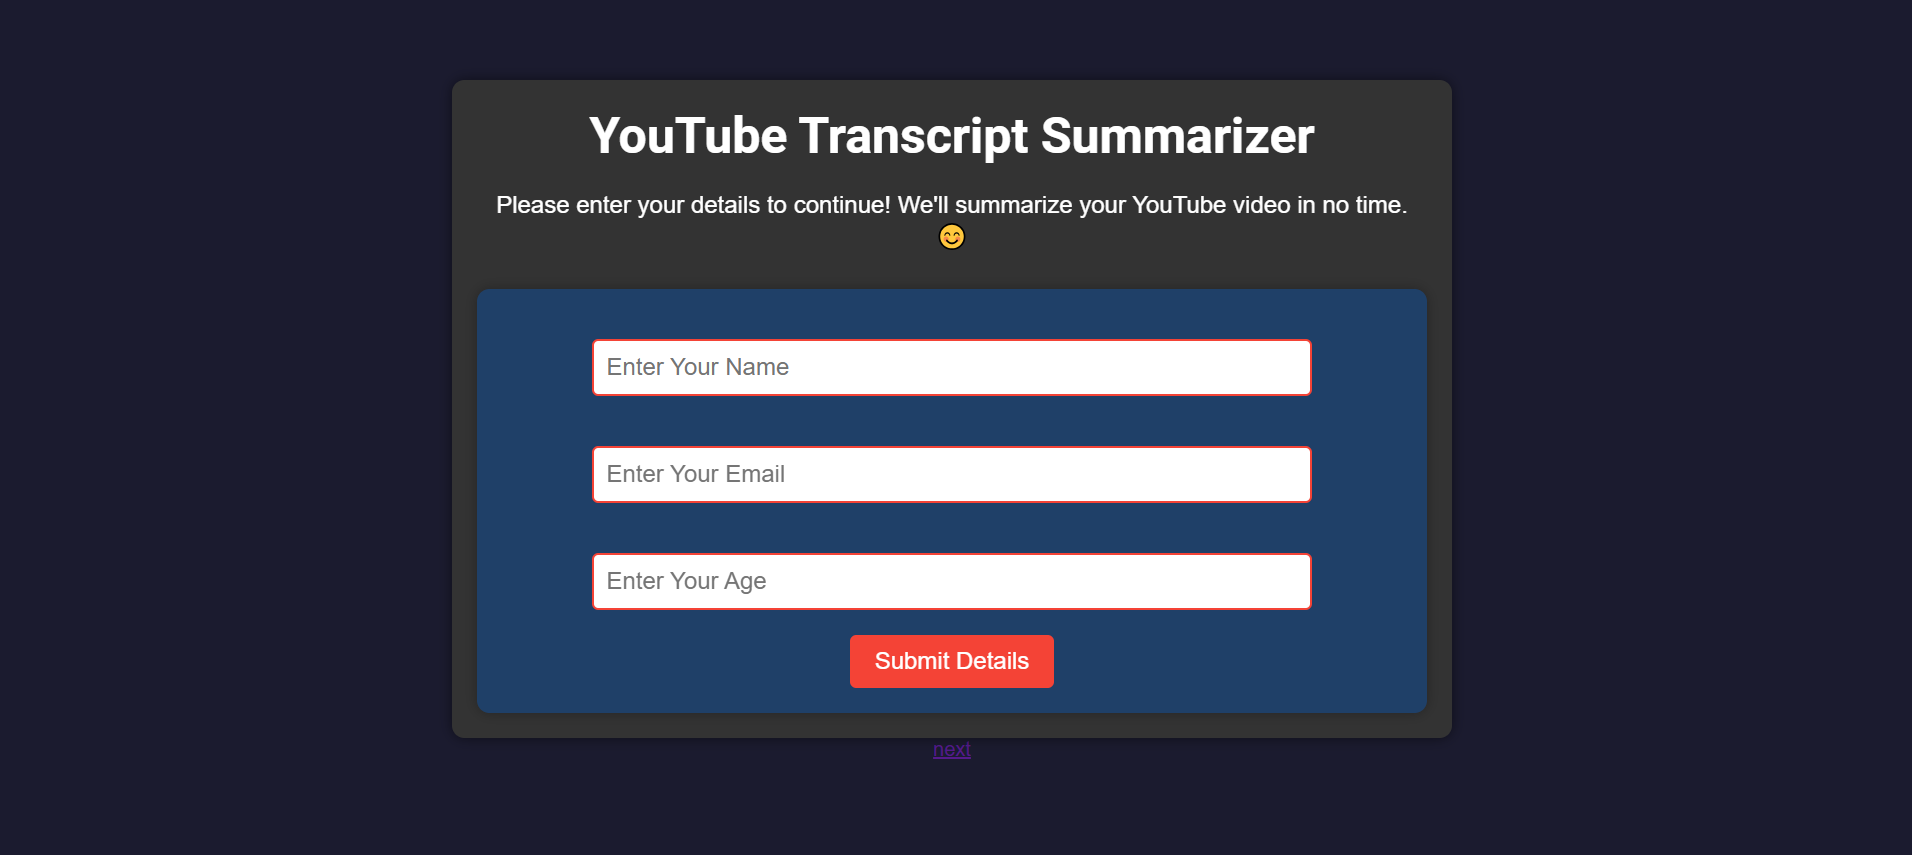 YouTube Transcript Summarizer
Please enter your details to continue! We'll summarize your YouTube video in no time.
😊
Enter Your Name
Enter Your Email
Enter Your Age
Submit Details
next